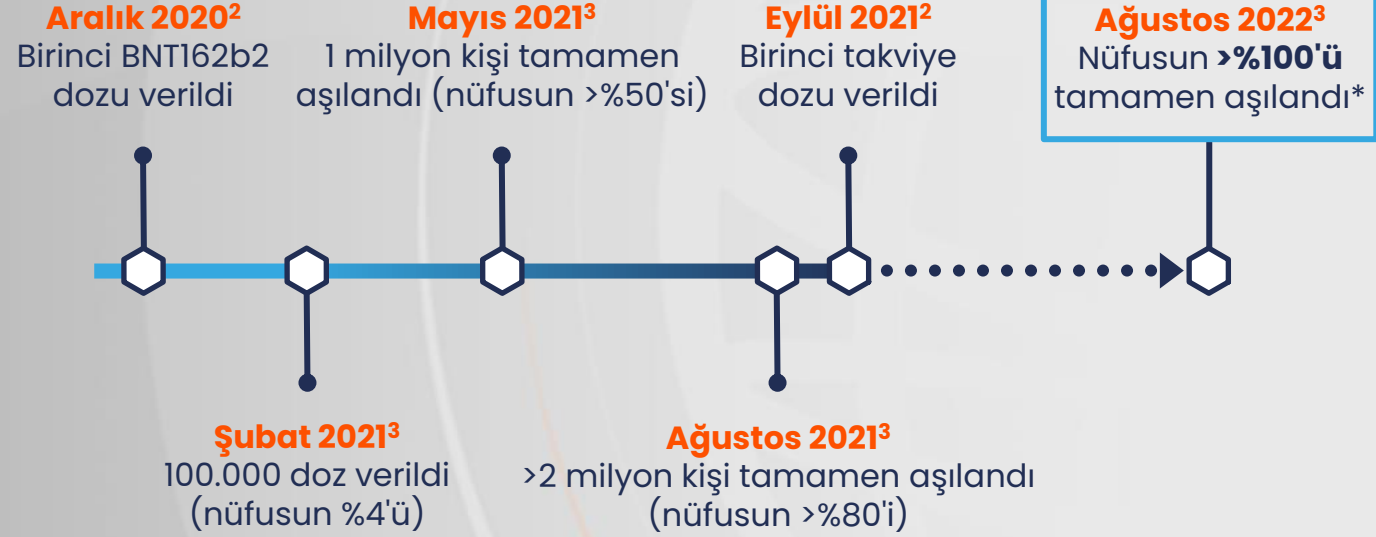 Aralık 2020²
Birinci BNT162b2
dozu verildi
Mayıs 2021³
1 milyon kişi tamamen
aşılandı (nüfusun >%50'si)
Eylül 2021²
Birinci takviye
dozu verildi
Ağustos 2022³
Nüfusun >%100'ü
tamamen aşılandı*
Şubat 2021³
100.000 doz verildi
(nüfusun %4'ü)
Ağustos 2021³
>2 milyon kişi tamamen aşılandı
(nüfusun >%80'i)